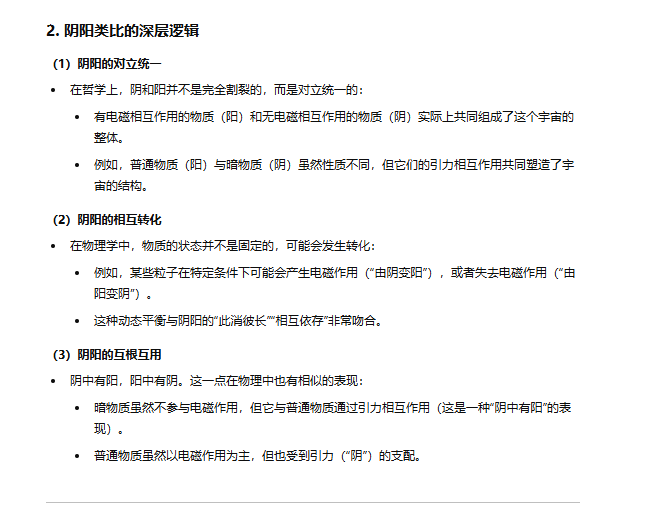 2. 阴阳类比的深层逻辑
（1）阴阳的对立统一
在哲学上，阴和阳并不是完全割裂的，而是对立统一的：
有电磁相互作用的物质（阳）和无电磁相互作用的物质（阴）实际上共同组成了这个宇宙的
整体。
例如，普通物质（阳）与暗物质（阴）虽然性质不同，但它们的引力相互作用共同塑造了宇
宙的结构。
（2）阴阳的相互转化
在物理学中，物质的状态并不是固定的，可能会发生转化：
例如，某些粒子在特定条件下可能会产生电磁作用（“由阴变阳”），或者失去电磁作用（“由
阳变阴”）。
这种动态平衡与阴阳的“此消彼长”“相互依存”非常吻合。
（3）阴阳的互根互用
阴中有阳，阳中有阴。这一点在物理中也有相似的表现：
暗物质虽然不参与电磁作用，但它与普通物质通过引力相互作用（这是一种“阴中有阳”的表
现）。
普通物质虽然以电磁作用为主，但也受到引力（“阴”）的支配。